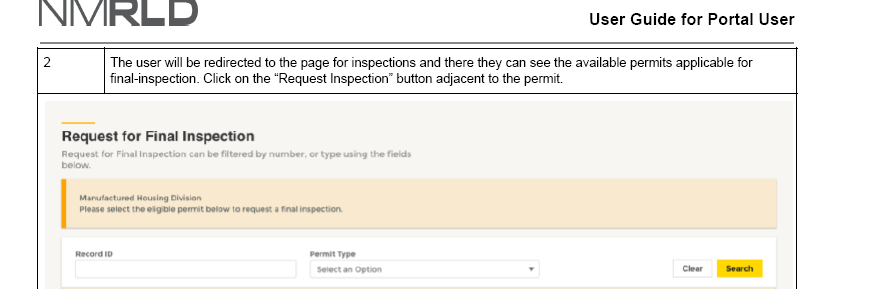 NMRLD
User Guide for Portal User
2
The user will be redirected to the page for inspections and there they can see the available permits applicable for
final-inspection. Click on the “Request Inspection” button adjacent to the permit.
Request for Final Inspection
Request for Final Inspection can be filtered by number, or type using the fields
below.
Manufactured Housing Division
Please select the eligible permit below to request a final inspection.
Record ID
Permit Type
Select an Option
Clear
Search